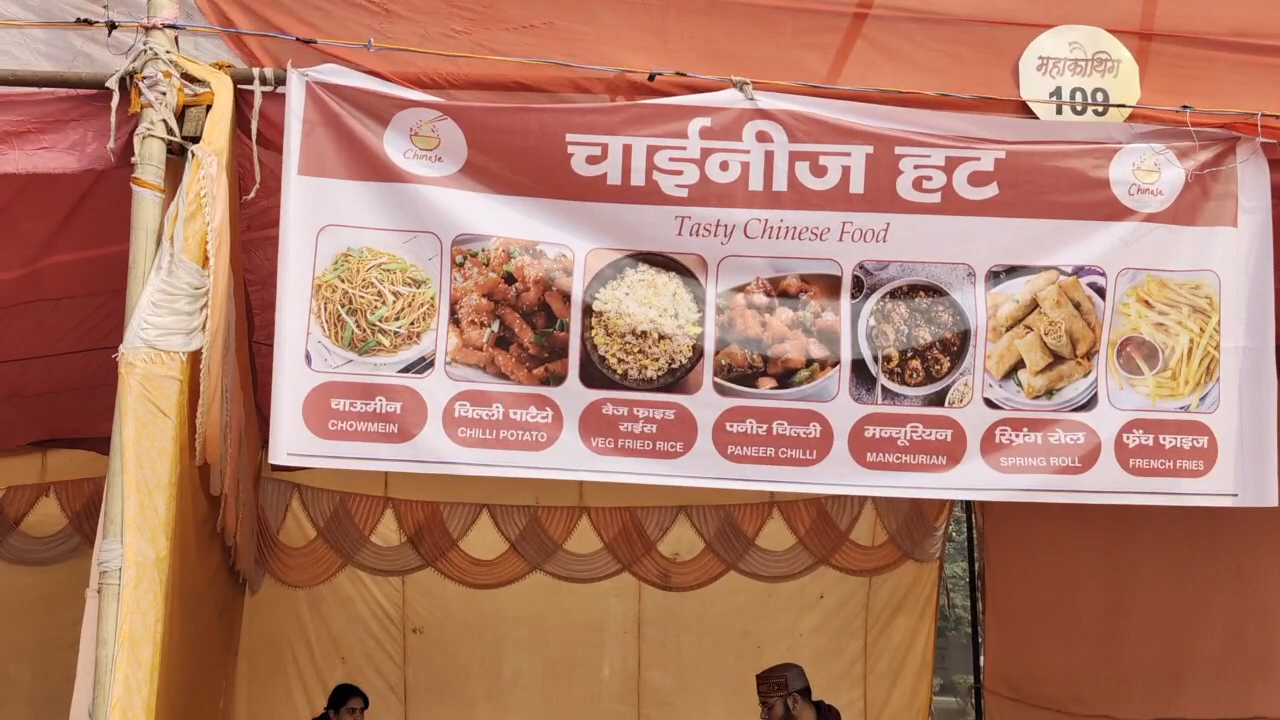 महाकौथिग
109
Chinese
चाईनीज हट
Chinese
Tasty Chinese Food
चाऊमीन
CHOWMEIN
चिल्ली पाटैटो
CHILLI POTATO
वेज फ्राइड
राईस
VEG FRIED RICE
पनीर चिल्ली
PANEER CHILLI
मन्चूरियन
MANCHURIAN
स्प्रिंग रोल
SPRING ROLL
फ्रेंच फ्राइज
FRENCH FRIES